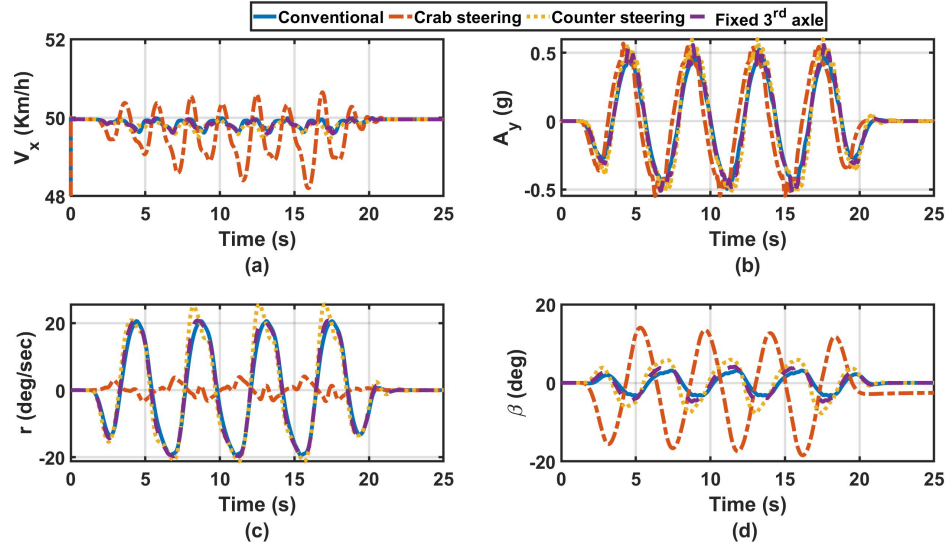 Conventional Crab steering Counter steering Fixed 3rd axle
52
50
48
Vx (Km/h)
0 5 10 15 20 25
Time (s)
(a)
0.5
0
-0.5
Ay (g)
0 5 10 15 20 25
Time (s)
(b)
20
0
-20
r (deg/sec)
0 5 10 15 20 25
Time (s)
(c)
20
0
-20
β (deg)
0 5 10 15 20 25
Time (s)
(d)